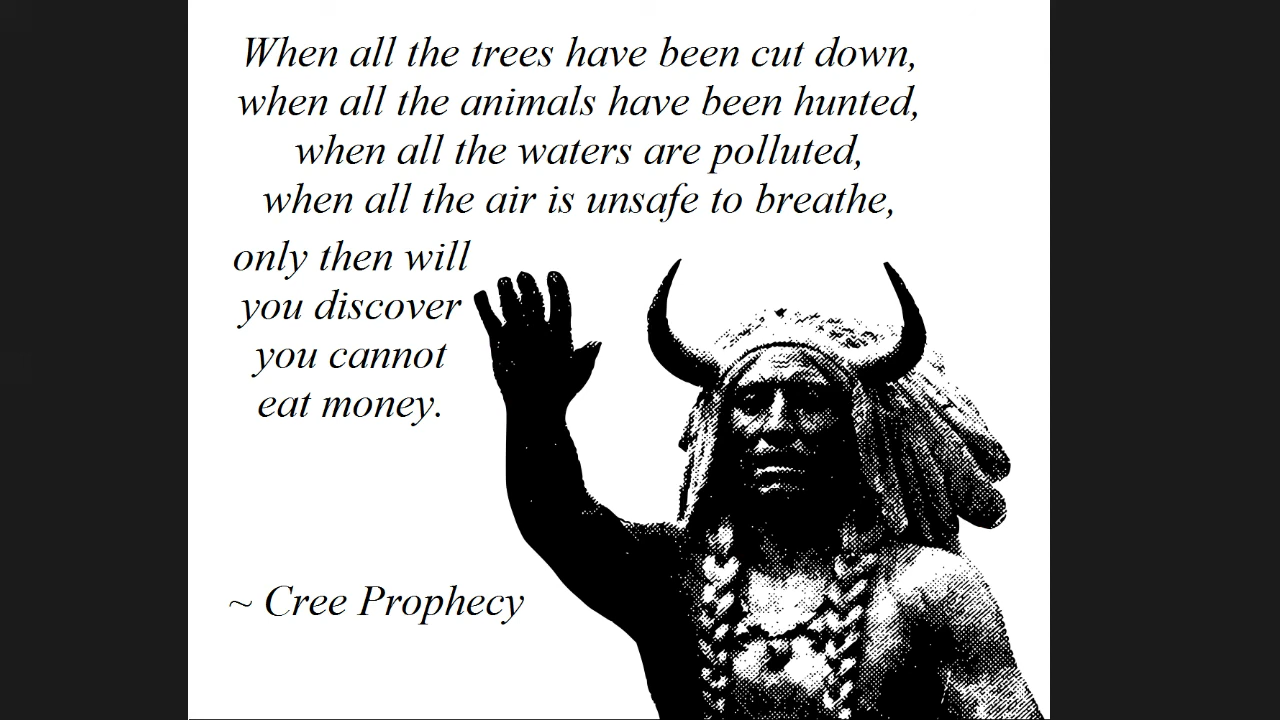 When all the trees have been cut down,
when all the animals have been hunted,
when all the waters are polluted,
when all the air is unsafe to breathe,
only then will
you discover
you cannot
eat money.
~ Cree Prophecy